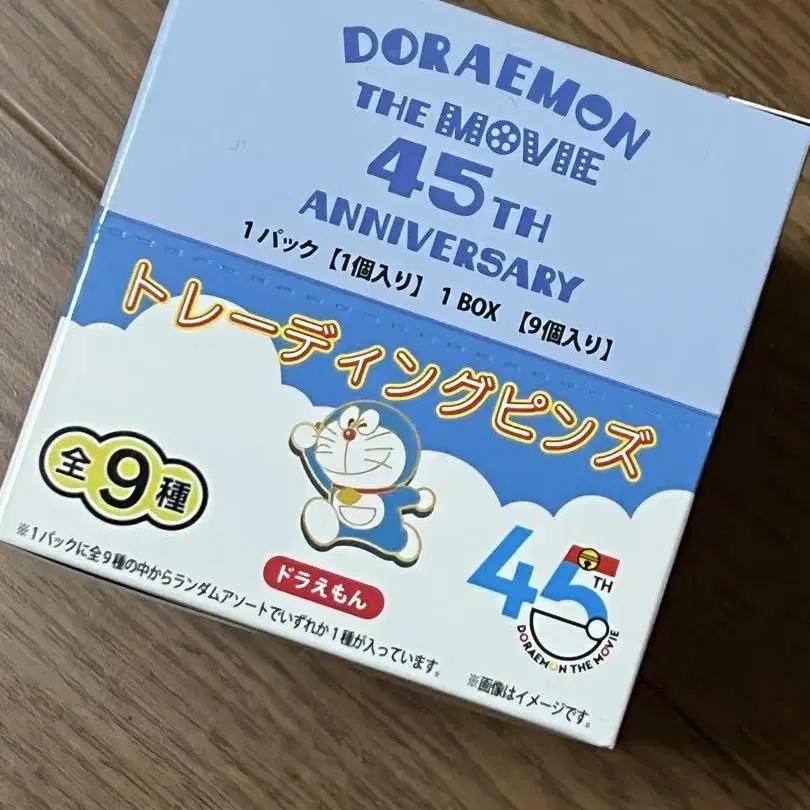 DORAEMON
THE MOVIE
45TH
ANNIVERSARY
1パック【1個入り】 1 BOX 【9個入り】
トレーディングピンズ
全9種
ドラえもん
※1パックに全9種の中からランダムアソートでいずれか1種が入っています。
45TH
DORAEMON THE MOVIE
※画像はイメージです。